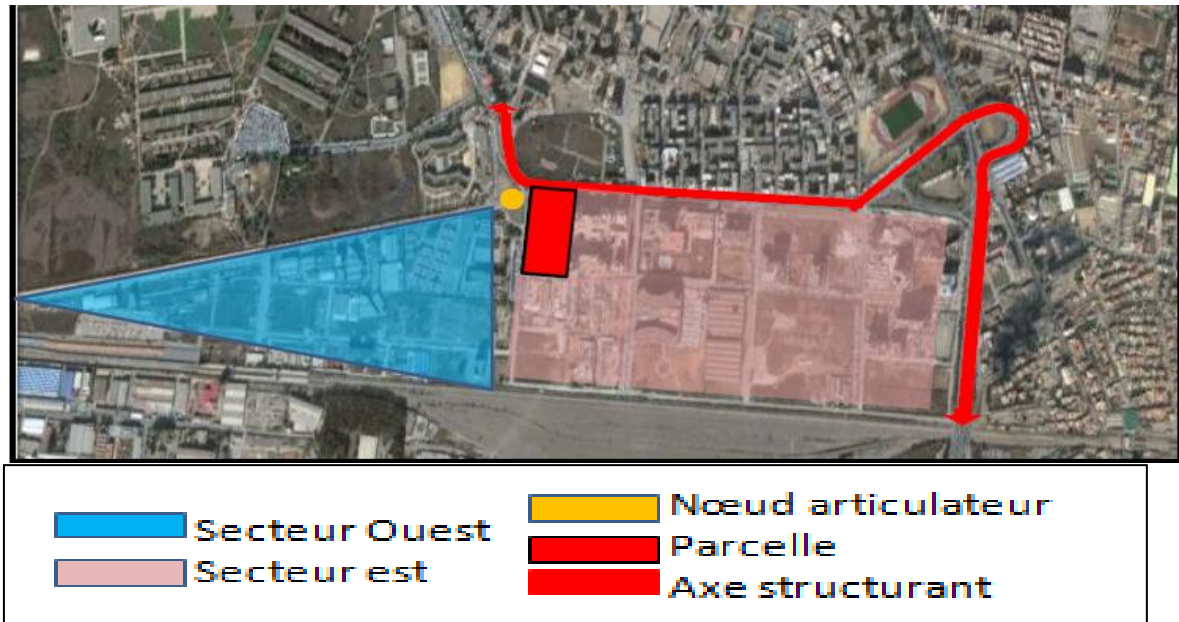 Secteur Ouest
Secteur est
Nœud articulateur
Parcelle
Axe structurant